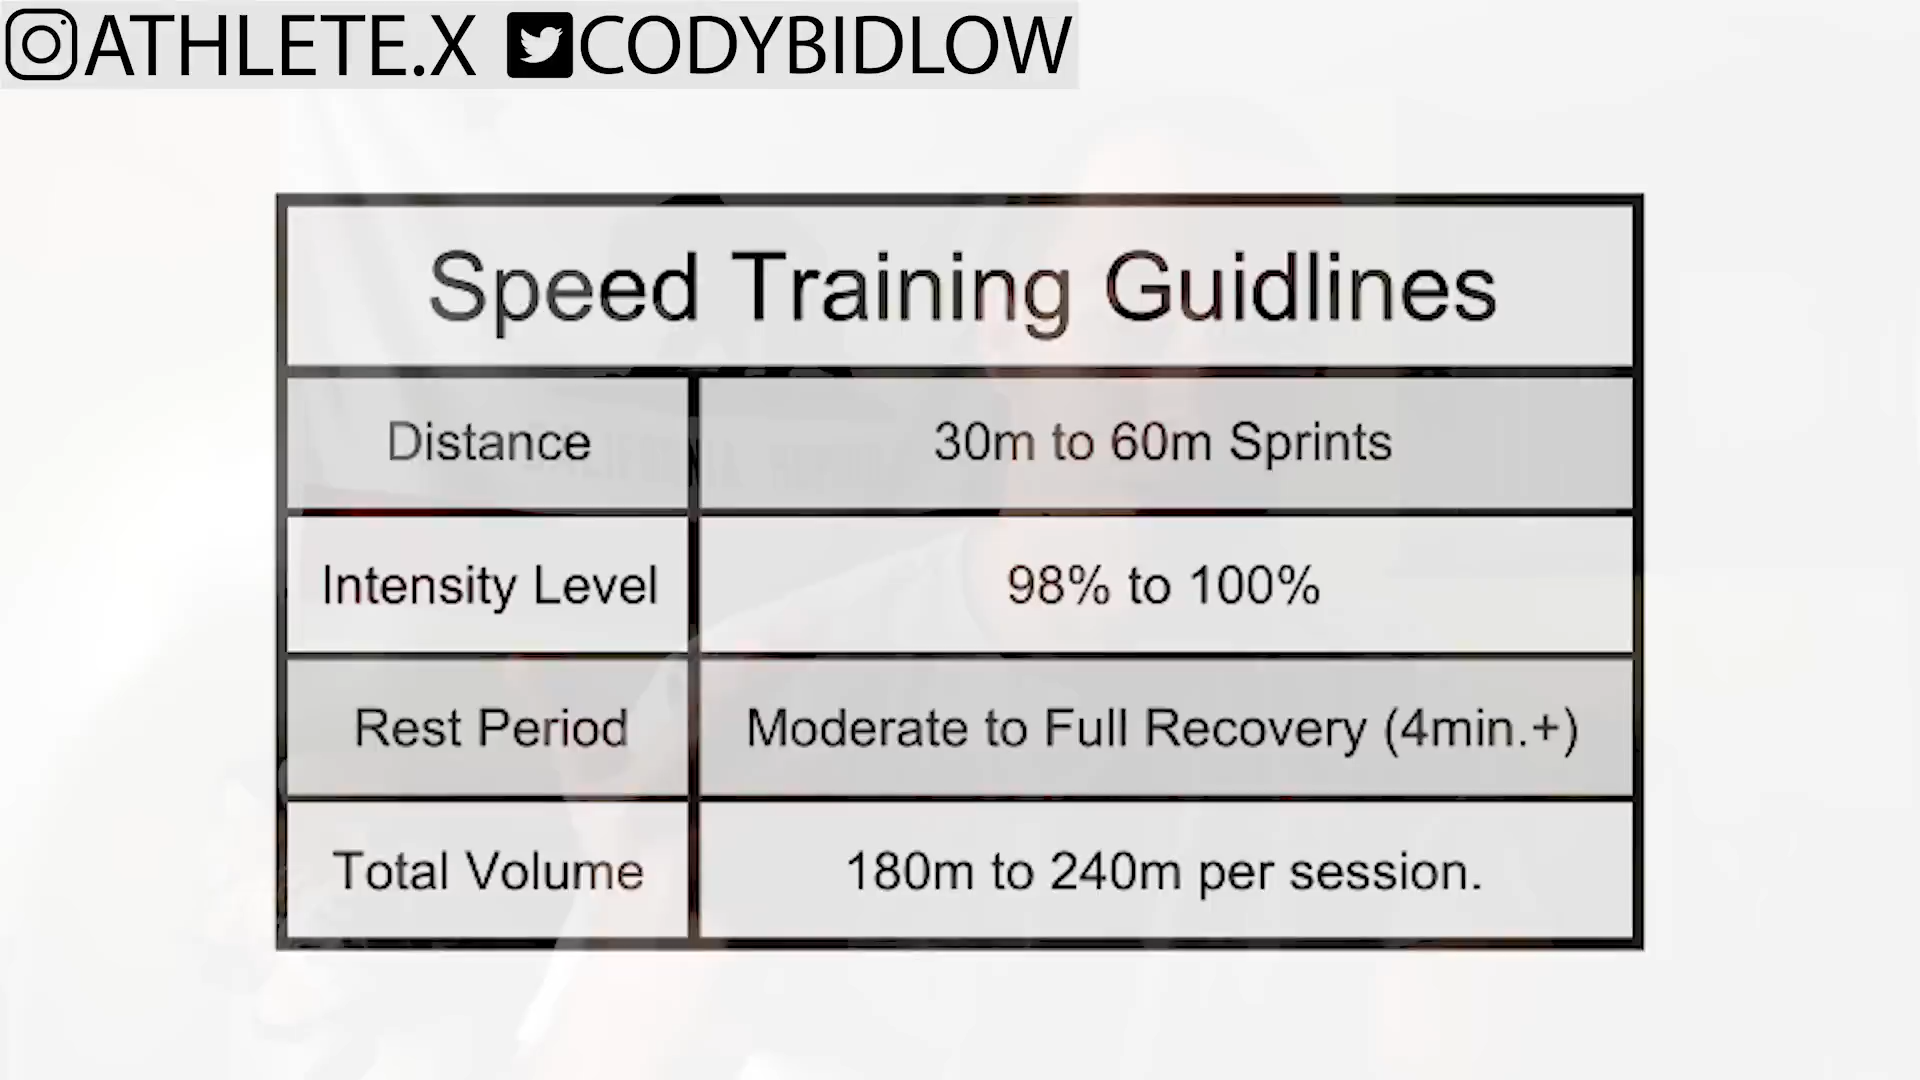 ATHLETE.X CODYBIDLOW
Speed Training Guidlines
Distance 30m to 60m Sprints
Intensity Level 98% to 100%
Rest Period Moderate to Full Recovery (4min.+)
Total Volume 180m to 240m per session.